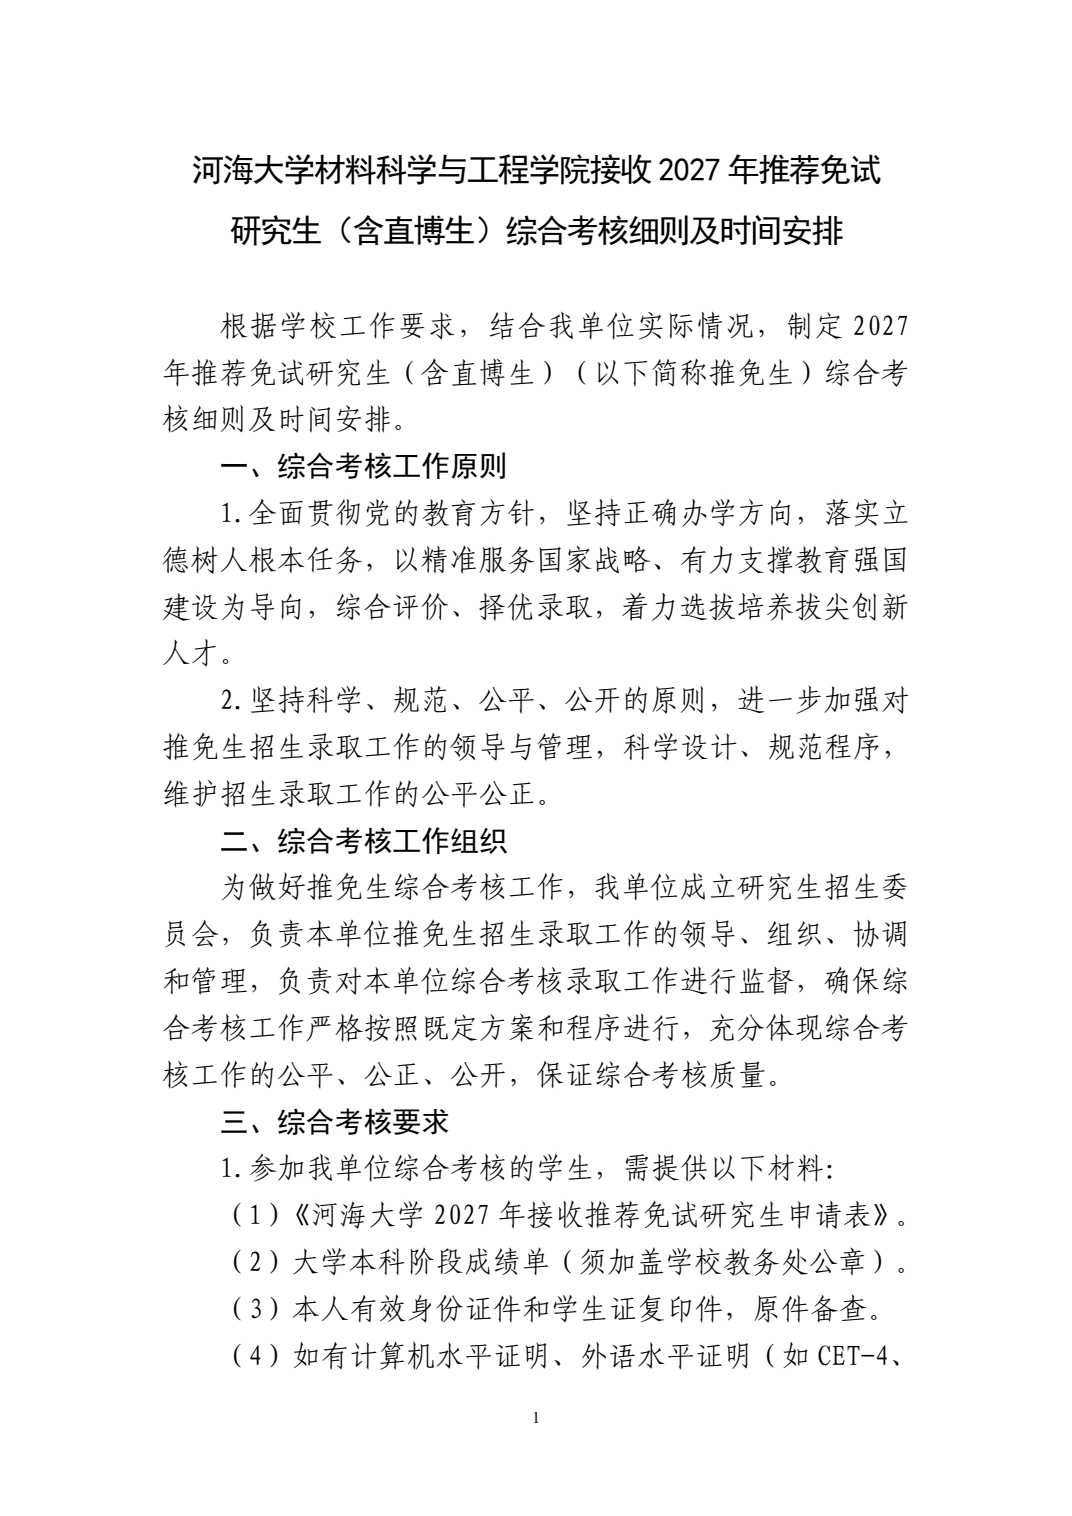 河海大学材料科学与工程学院接收 2027 年推荐免试
研究生（含直博生）综合考核细则及时间安排
根据学校工作要求，结合我单位实际情况，制定 2027
年推荐免试研究生（含直博生）（以下简称推免生）综合考
核细则及时间安排。
一、综合考核工作原则
1.全面贯彻党的教育方针，坚持正确办学方向，落实立
德树人根本任务，以精准服务国家战略、有力支撑教育强国
建设为导向，综合评价、择优录取，着力选拔培养拔尖创新
人才。
2.坚持科学、规范、公平、公开的原则，进一步加强对
推免生招生录取工作的领导与管理，科学设计、规范程序，
维护招生录取工作的公平公正。
二、综合考核工作组织
为做好推免生综合考核工作，我单位成立研究生招生委
员会，负责本单位推免生招生录取工作的领导、组织、协调
和管理，负责对本单位综合考核录取工作进行监督，确保综
合考核工作严格按照既定方案和程序进行，充分体现综合考
核工作的公平、公正、公开，保证综合考核质量。
三、综合考核要求
1.参加我单位综合考核的学生，需提供以下材料：
（1）《河海大学 2027 年接收推荐免试研究生申请表》。
（2）大学本科阶段成绩单（须加盖学校教务处公章）。
（3）本人有效身份证件和学生证复印件，原件备查。
（4）如有计算机水平证明、外语水平证明（如 CET-4、
1